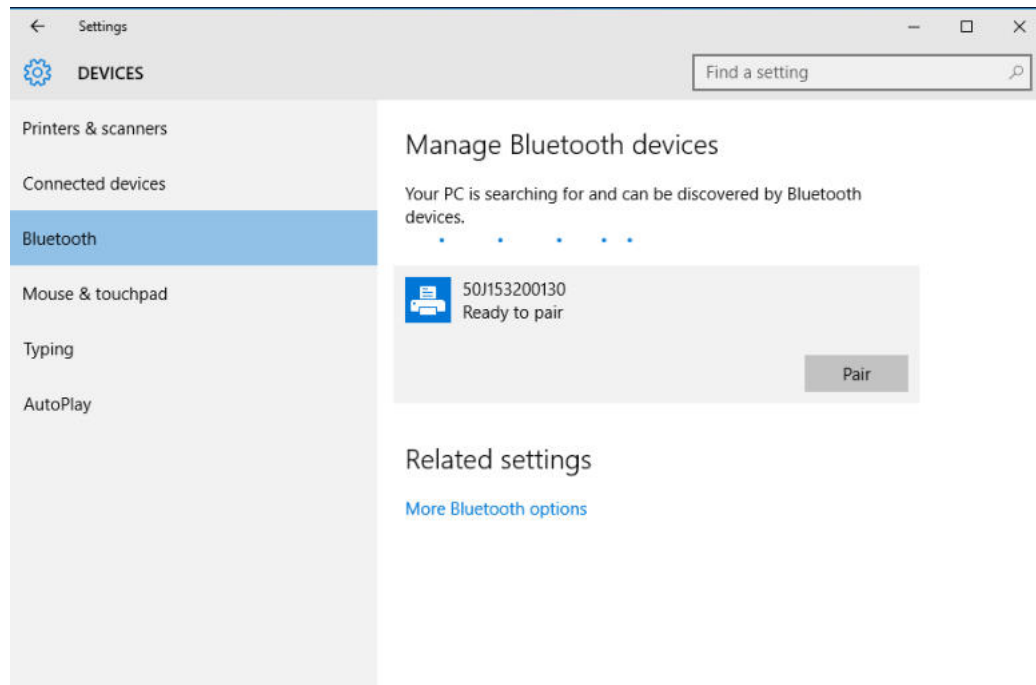 Settings
DEVICES
Find a setting
Printers & scanners
Connected devices
Bluetooth
Mouse & touchpad
Typing
AutoPlay
Manage Bluetooth devices
Your PC is searching for and can be discovered by Bluetooth
devices.
50J153200130
Ready to pair
Pair
Related settings
More Bluetooth options